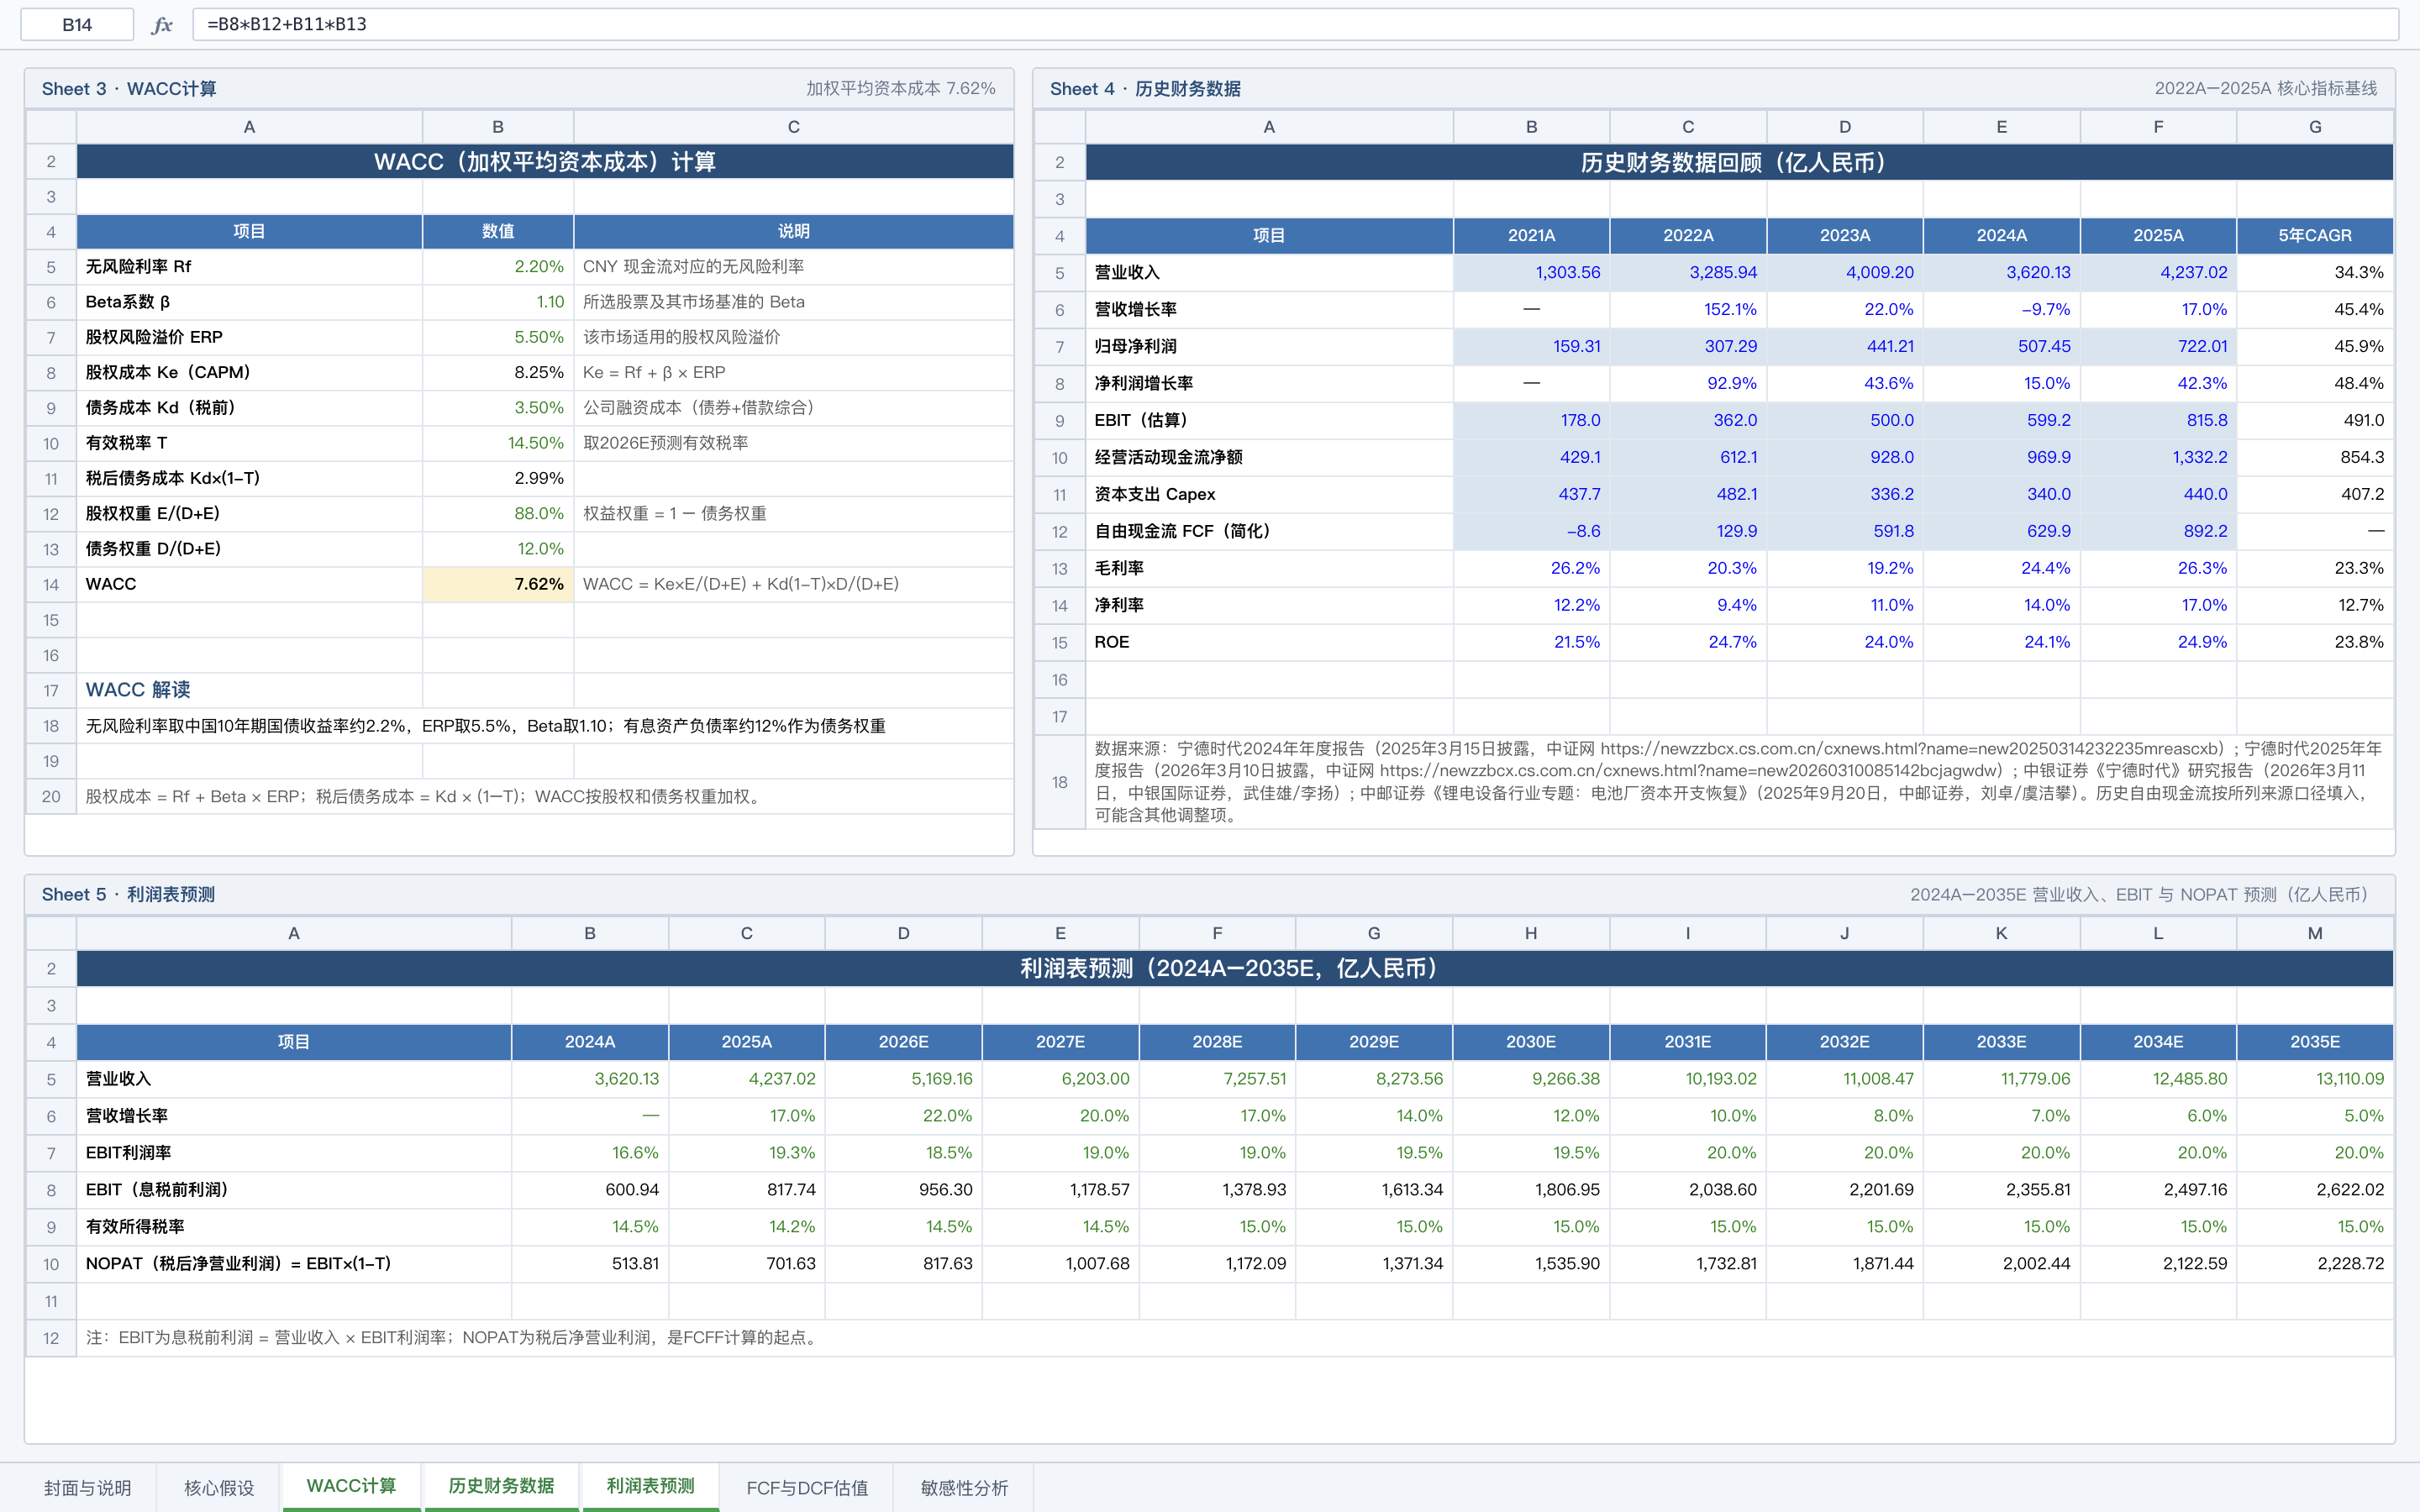 B14 fx =B8*B12+B11*B13
Sheet 3 · WACC计算 加权平均资本成本 7.62%
A B C
2 WACC（加权平均资本成本）计算
3
4 项目 数值 说明
5 无风险利率 Rf 2.20% CNY 现金流对应的无风险利率
6 Beta系数 β 1.10 所选股票及其市场基准的 Beta
7 股权风险溢价 ERP 5.50% 该市场适用的股权风险溢价
8 股权成本 Ke（CAPM） 8.25% Ke = Rf + β × ERP
9 债务成本 Kd（税前） 3.50% 公司融资成本（债券+借款综合）
10 有效税率 T 14.50% 取2026E预测有效税率
11 税后债务成本 Kd×(1−T) 2.99%
12 股权权重 E/(D+E) 88.0% 权益权重 = 1 − 债务权重
13 债务权重 D/(D+E) 12.0%
14 WACC 7.62% WACC = Ke×E/(D+E) + Kd(1−T)×D/(D+E)
15
16
17 WACC 解读
18 无风险利率取中国10年期国债收益率约2.2%，ERP取5.5%，Beta取1.10；有息资产负债率约12%作为债务权重
19
20 股权成本 = Rf + Beta × ERP；税后债务成本 = Kd × (1−T)；WACC按股权和债务权重加权。
Sheet 4 · 历史财务数据 2022A—2025A 核心指标基线
A B C D E F G
2 历史财务数据回顾（亿人民币）
3
4 项目 2021A 2022A 2023A 2024A 2025A 5年CAGR
5 营业收入 1,303.56 3,285.94 4,009.20 3,620.13 4,237.02 34.3%
6 营收增长率 — 152.1% 22.0% −9.7% 17.0% 45.4%
7 归母净利润 159.31 307.29 441.21 507.45 722.01 45.9%
8 净利润增长率 — 92.9% 43.6% 15.0% 42.3% 48.4%
9 EBIT（估算） 178.0 362.0 500.0 599.2 815.8 491.0
10 经营活动现金流净额 429.1 612.1 928.0 969.9 1,332.2 854.3
11 资本支出 Capex 437.7 482.1 336.2 340.0 440.0 407.2
12 自由现金流 FCF（简化） −8.6 129.9 591.8 629.9 892.2 —
13 毛利率 26.2% 20.3% 19.2% 24.4% 26.3% 23.3%
14 净利率 12.2% 9.4% 11.0% 14.0% 17.0% 12.7%
15 ROE 21.5% 24.7% 24.0% 24.1% 24.9% 23.8%
16
17
18 数据来源：宁德时代2024年年度报告（2025年3月15日披露，中证网 https://newzzbcx.cs.com.cn/cxnews.html?name=new20250314232235mreascxb）；宁德时代2025年年
度报告（2026年3月10日披露，中证网 https://newzzbcx.cs.com.cn/cxnews.html?name=new20260310085142bcjagwdw）；中银证券《宁德时代》研究报告（2026年3月11
日，中银国际证券，武佳雄/李扬）；中邮证券《锂电设备行业专题：电池厂资本开支恢复》（2025年9月20日，中邮证券，刘卓/虞洁攀）。历史自由现金流按所列来源口径填入，
可能含其他调整项。
Sheet 5 · 利润表预测 2024A—2035E 营业收入、EBIT 与 NOPAT 预测（亿人民币）
A B C D E F G H I J K L M
2 利润表预测（2024A—2035E，亿人民币）
3
4 项目 2024A 2025A 2026E 2027E 2028E 2029E 2030E 2031E 2032E 2033E 2034E 2035E
5 营业收入 3,620.13 4,237.02 5,169.16 6,203.00 7,257.51 8,273.56 9,266.38 10,193.02 11,008.47 11,779.06 12,485.80 13,110.09
6 营收增长率 — 17.0% 22.0% 20.0% 17.0% 14.0% 12.0% 10.0% 8.0% 7.0% 6.0% 5.0%
7 EBIT利润率 16.6% 19.3% 18.5% 19.0% 19.0% 19.5% 19.5% 20.0% 20.0% 20.0% 20.0% 20.0%
8 EBIT（息税前利润） 600.94 817.74 956.30 1,178.57 1,378.93 1,613.34 1,806.95 2,038.60 2,201.69 2,355.81 2,497.16 2,622.02
9 有效所得税率 14.5% 14.2% 14.5% 14.5% 15.0% 15.0% 15.0% 15.0% 15.0% 15.0% 15.0% 15.0%
10 NOPAT（税后净营业利润）= EBIT×(1−T) 513.81 701.63 817.63 1,007.68 1,172.09 1,371.34 1,535.90 1,732.81 1,871.44 2,002.44 2,122.59 2,228.72
11
12 注：EBIT为息税前利润 = 营业收入 × EBIT利润率；NOPAT为税后净营业利润，是FCFF计算的起点。
封面与说明 核心假设 WACC计算 历史财务数据 利润表预测 FCF与DCF估值 敏感性分析